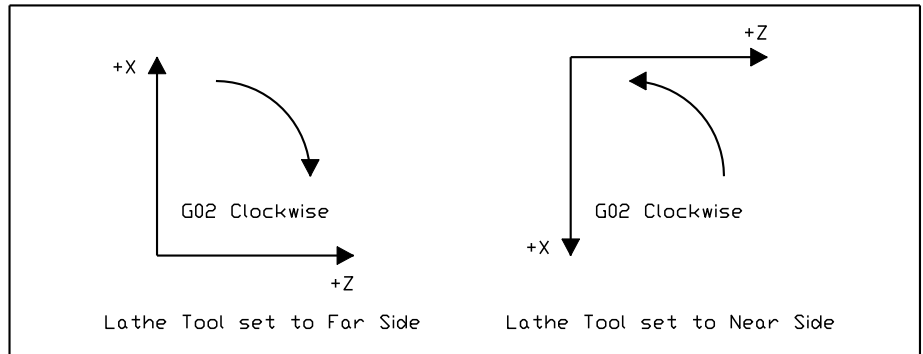 +X
G02 Clockwise
+Z
Lathe Tool set to Far Side
+Z
G02 Clockwise
+X
Lathe Tool set to Near Side